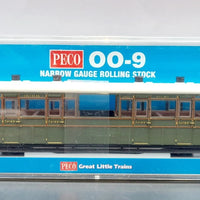 PECO OO-9
NARROW GAUGE ROLLING STOCK
PECO Great Little Trains